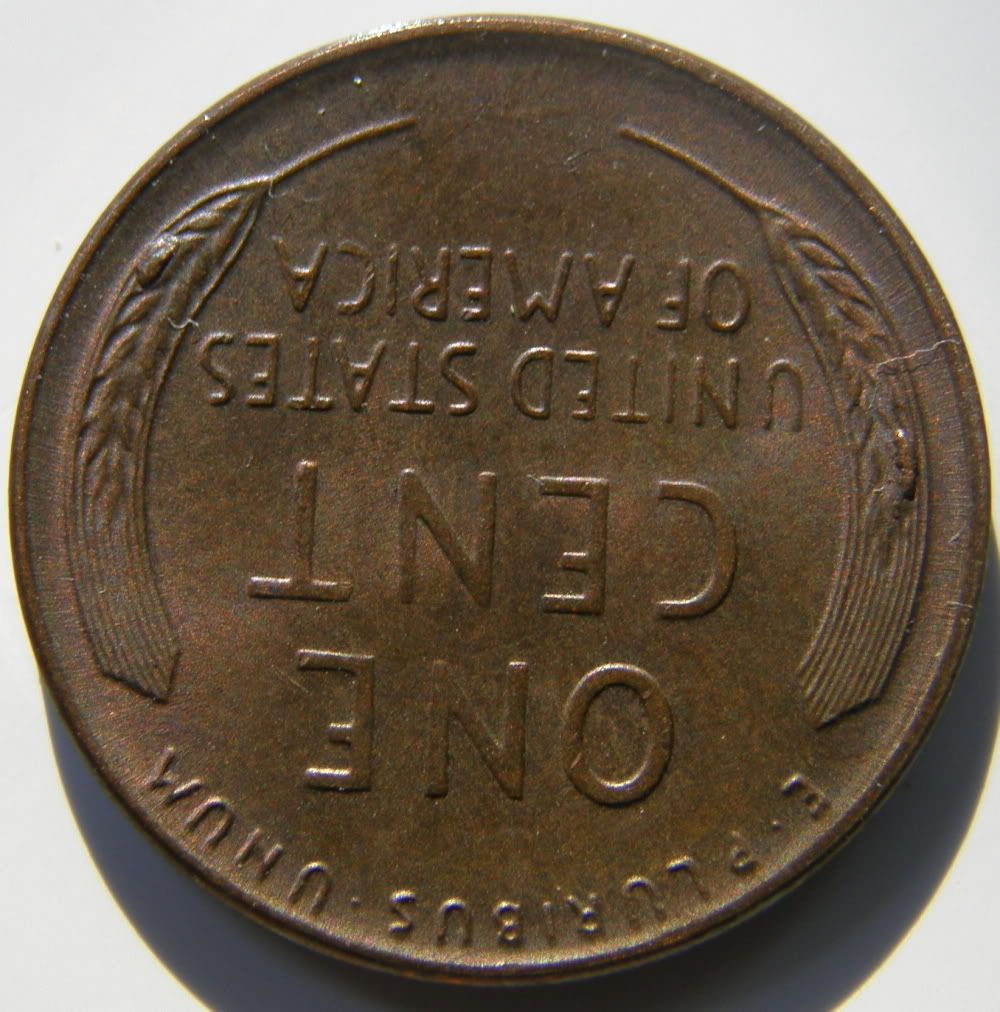 E·PLURIBUS·UNUM
ONE
CENT
UNITED STATES
OF AMERICA